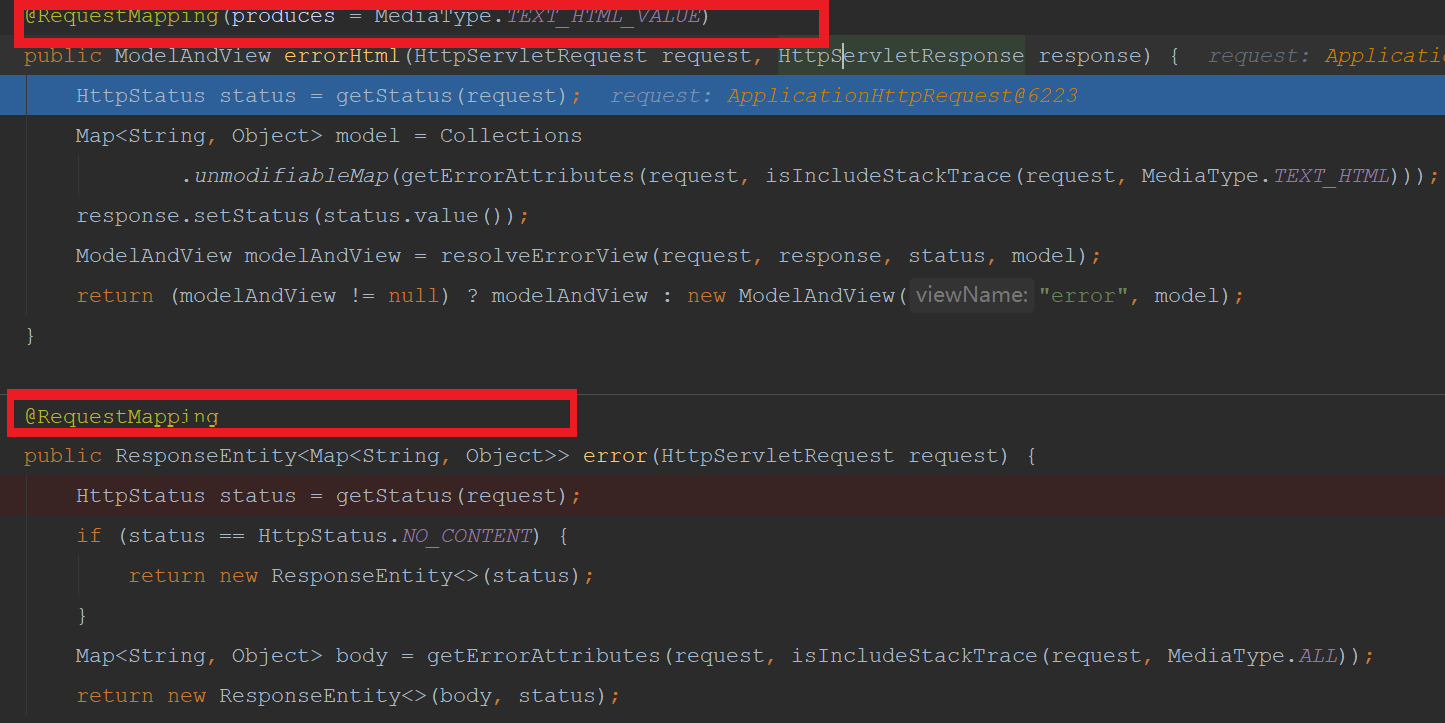 @RequestMapping(produces = MediaType.TEXT_HTML_VALUE)
public ModelAndView errorHtml(HttpServletRequest request, HttpServletResponse response) {  request: Applicatio
    HttpStatus status = getStatus(request);  request: ApplicationHttpRequest@6223
    Map<String, Object> model = Collections
            .unmodifiableMap(getErrorAttributes(request, isIncludeStackTrace(request, MediaType.TEXT_HTML)));
    response.setStatus(status.value());
    ModelAndView modelAndView = resolveErrorView(request, response, status, model);
    return (modelAndView != null) ? modelAndView : new ModelAndView( viewName: "error", model);
}
@RequestMapping
public ResponseEntity<Map<String, Object>> error(HttpServletRequest request) {
    HttpStatus status = getStatus(request);
    if (status == HttpStatus.NO_CONTENT) {
        return new ResponseEntity<>(status);
    }
    Map<String, Object> body = getErrorAttributes(request, isIncludeStackTrace(request, MediaType.ALL));
    return new ResponseEntity<>(body, status);